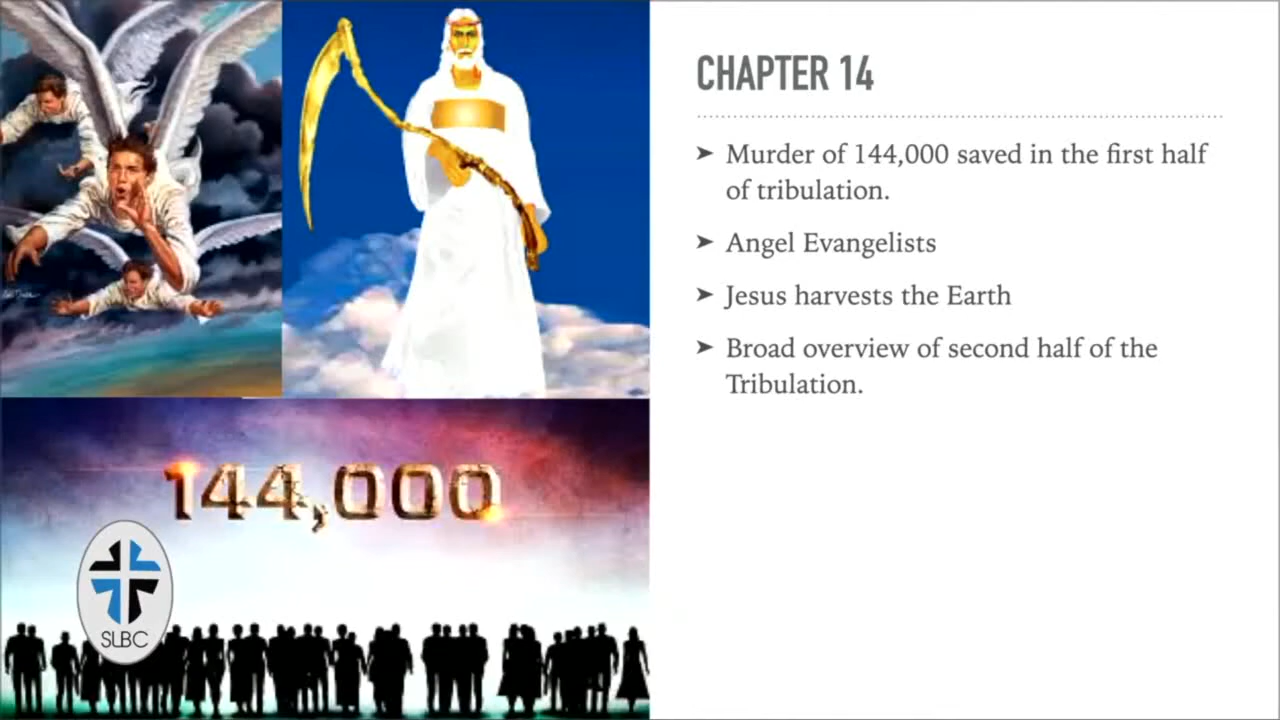 CHAPTER 14
➤ Murder of 144,000 saved in the first half
of tribulation.
➤ Angel Evangelists
➤ Jesus harvests the Earth
➤ Broad overview of second half of the
Tribulation.
144,000
SLBC